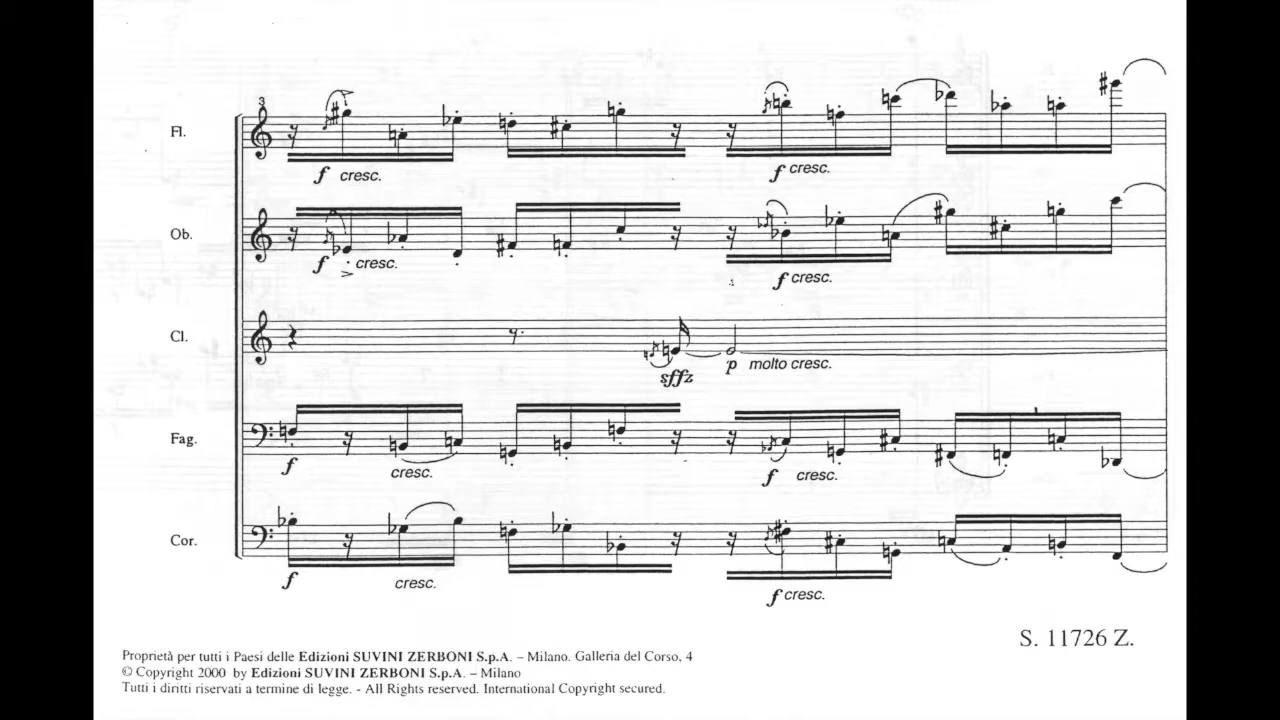 3
Fl.
f cresc.
f cresc.
Ob.
f cresc.
f cresc.
Cl.
sffz
p molto cresc.
Fag.
f
cresc.
f cresc.
Cor.
f
cresc.
f cresc.
S. 11726 Z.
Proprietà per tutti i Paesi delle Edizioni SUVINI ZERBONI S.p.A. – Milano. Galleria del Corso, 4
© Copyright 2000 by Edizioni SUVINI ZERBONI S.p.A. – Milano
Tutti i diritti riservati a termine di legge. - All Rights reserved. International Copyright secured.